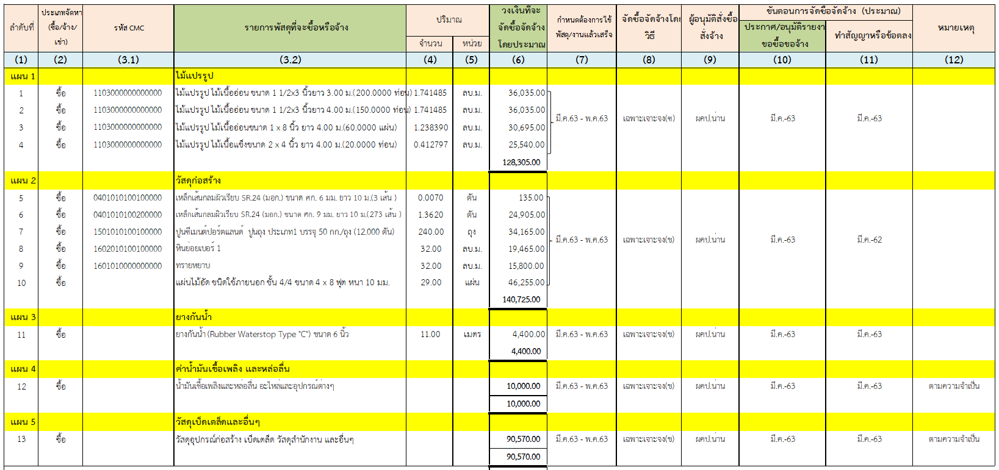 ลำดับที่ ประเภทจัดหา (ซื้อ/จ้าง/เช่า) รหัส CMC รายการพัสดุที่จะซื้อหรือจ้าง ปริมาณ จำนวน หน่วย วงเงินที่จะจัดซื้อจัดจ้างโดยประมาณ กำหนดต้องการใช้พัสดุ/งานแล้วเสร็จ จัดซื้อจัดจ้างโดยวิธี ผู้อนุมัติสั่งซื้อสั่งจ้าง ขั้นตอนการจัดซื้อจัดจ้าง (ประมาณ) ประกาศ/อนุมัติรายงาขอซื้อขอจ้าง ทำสัญญาหรือข้อตลง หมายเหตุ
(1) (2) (3.1) (3.2) (4) (5) (6) (7) (8) (9) (10) (11) (12)
แผน 1 ไม้แปรรูป
1 ซื้อ 1103000000000000 ไม้แปรรูป ไม้เนื้ออ่อน ขนาด 1 1/2x3 นิ้วยาว 3.00 ม.(200.0000 ท่อน) 1.741485 ลบ.ม. 36,035.00
2 ซื้อ 1103000000000000 ไม้แปรรูป ไม้เนื้ออ่อน ขนาด 1 1/2x3 นิ้วยาว 4.00 ม.(150.0000 ท่อน) 1.741485 ลบ.ม. 36,035.00
มี.ค.63 - พ.ค.63 เฉพาะเจาะจง(ซ) ผคป.น่าน มี.ค.-63 มี.ค.-63
3 ซื้อ 1103000000000000 ไม้แปรรูป ไม้เนื้ออ่อนขนาด 1 x 8 นิ้ว ยาว 4.00 ม.(60.0000 แผ่น) 1.238390 ลบ.ม. 30,695.00
4 ซื้อ 1103000000000000 ไม้แปรรูป ไม้เนื้อแข็งขนาด 2 x 4 นิ้ว ยาว 4.00 ม.(20.0000 ท่อน) 0.412797 ลบ.ม. 25,540.00
128,305.00
แผน 2 วัสดุก่อสร้าง
5 ซื้อ 0401010100100000 เหล็กเส้นกลมผิวเรียบ SR.24 (มอก.) ขนาด ศก. 6 มม. ยาว 10 ม.(3 เส้น ) 0.0070 ตัน 135.00
6 ซื้อ 0401010100200000 เหล็กเส้นกลมผิวเรียบ SR.24 (มอก.) ขนาด ศก. 9 มม. ยาว 10 ม.(273 เส้น ) 1.3620 ตัน 24,905.00
7 ซื้อ 1501010100100000 ปูนซีเมนต์ปอร์ตแลนด์ ปูนถุง ประเภท1 บรรจุ 50 กก./ถุง (12.000 ตัน) 240.00 ถุง 34,165.00
มี.ค.63 - พ.ค.63 เฉพาะเจาะจง(ข) ผคป.น่าน มี.ค.-63 มี.ค.-62
8 ซื้อ 1602010100100000 หินย่อยเบอร์ 1 32.00 ลบ.ม. 19,465.00
9 ซื้อ 1601010000000000 ทรายหยาบ 32.00 ลบ.ม. 15,800.00
10 ซื้อ แผ่นไม้อัด ชนิดใช้ภายนอก ชั้น 4/4 ขนาด 4 x 8 ฟุต หนา 10 มม. 29.00 แผ่น 46,255.00
140,725.00
แผน 3 ยางกันน้ำ
11 ซื้อ ยางกันน้ำ (Rubber Waterstop Type "C") ขนาด 6 นิ้ว 11.00 เมตร 4,400.00 มี.ค.63 - พ.ค.63 เฉพาะเจาะจง(ข) ผคป.น่าน มี.ค.-63 มี.ค.-63
4,400.00
แผน 4 ค่าน้ำมันเชื้อเพลิง และหล่อลื่น
12 ซื้อ น้ำมันเชื้อเพลิงและหล่อลื่น อะไหล่และอุปกรณ์ต่างๆ 10,000.00 มี.ค.63 - พ.ค.63 เฉพาะเจาะจง(ข) ผคป.น่าน มี.ค.-63 มี.ค.-63 ตามความจำเป็น
10,000.00
แผน 5 วัสดุเบ็ดเตล็ดและอื่นๆ
13 ซื้อ วัสดุอุปกรณ์ก่อสร้าง เบ็ดเตล็ด วัสดุสำนักงาน และอื่นๆ 90,570.00 มี.ค.63 - พ.ค.63 เฉพาะเจาะจง(ข) ผคป.น่าน มี.ค.-63 มี.ค.-63 ตามความจำเป็น
90,570.00